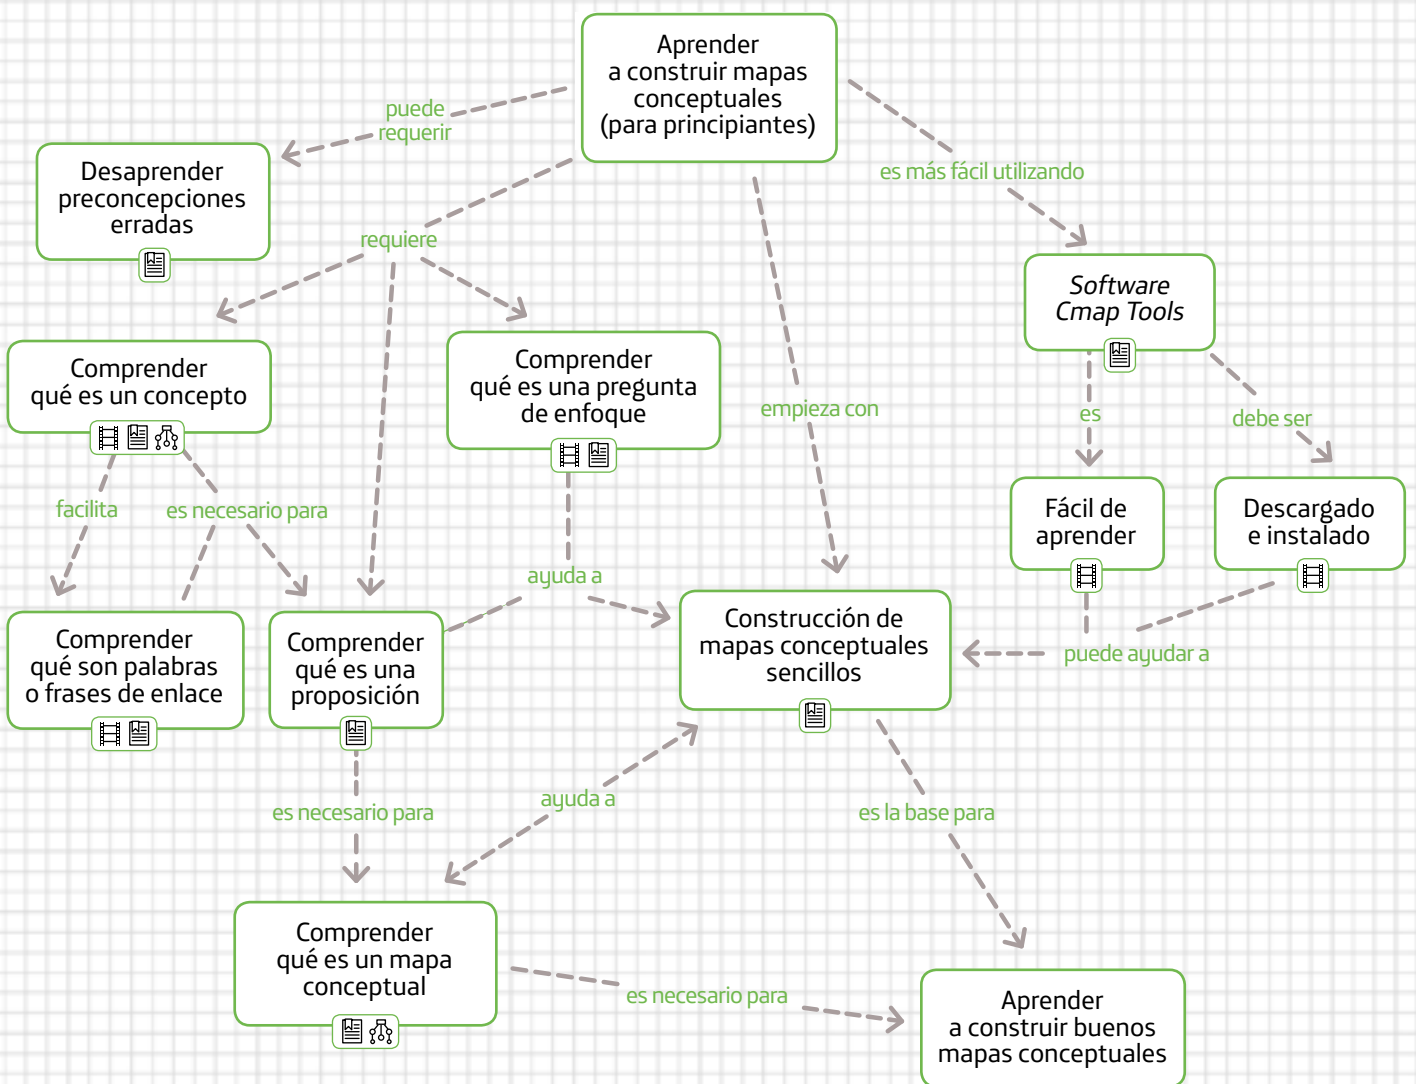 Aprender
a construir mapas
conceptuales
(para principiantes)
puede
requerir
es más fácil utilizando
Desaprender
preconcepciones
erradas
requiere
Software
Cmap Tools
Comprender
qué es un concepto
Comprender
qué es una pregunta
de enfoque
empieza con
es
debe ser
facilita
es necesario para
Fácil de
aprender
Descargado
e instalado
ayuda a
Comprender
qué son palabras
o frases de enlace
Comprender
qué es una
proposición
Construcción de
mapas conceptuales
sencillos
puede ayudar a
es necesario para
ayuda a
es la base para
Comprender
qué es un mapa
conceptual
es necesario para
Aprender
a construir buenos
mapas conceptuales